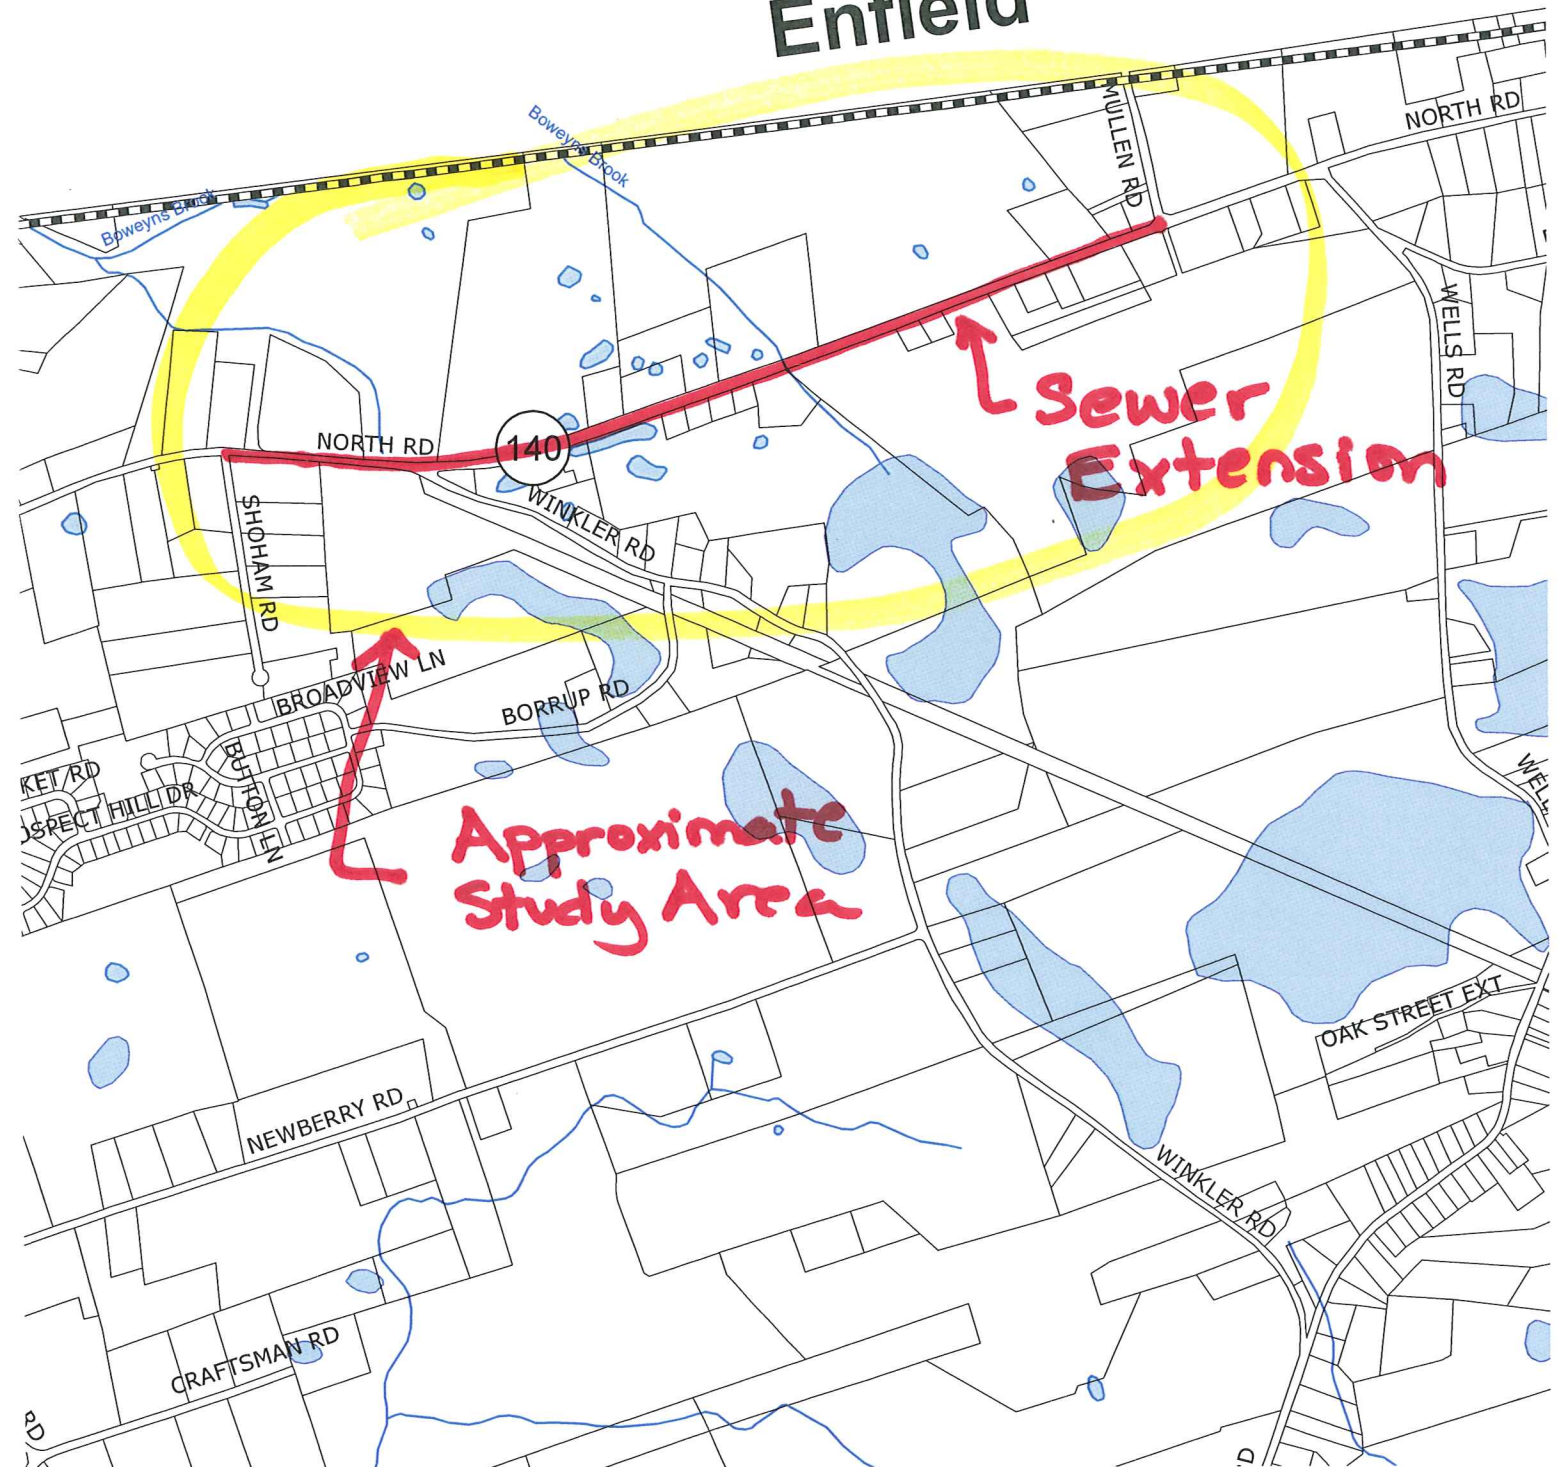 Enfield
Boweyns Brook
MULLEN RD
NORTH RD
Boweyns Brook
WELLS RD
Sewer
Extension
NORTH RD
140
WINKLER RD
SHOHAM RD
BROADVIEW LN
BORRUP RD
BUTTON LN
KET RD
OSPECT HILL DR
WELL
Approximate
Study Area
OAK STREET EXT
NEWBERRY RD
WINKLER RD
CRAFTSMAN RD
RD
D